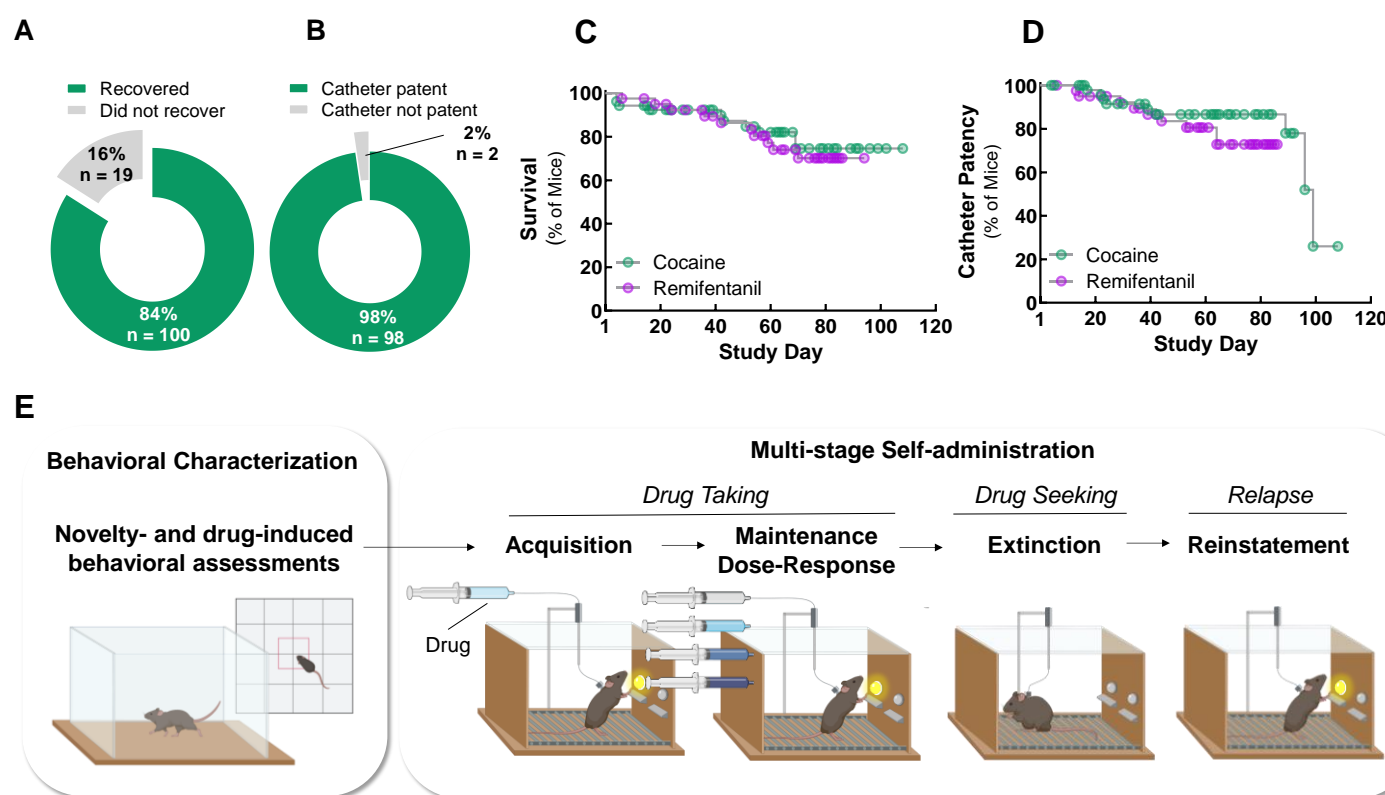 A
Recovered
Did not recover
16%
n = 19
84%
n = 100
B
Catheter patent
Catheter not patent
2%
n = 2
98%
n = 98
C
Survival
(% of Mice)
100
80
60
40
20
0
Cocaine
Remifentanil
1 20 40 60 80 100 120
Study Day
D
Catheter Patency
(% of Mice)
100
80
60
40
20
0
Cocaine
Remifentanil
1 20 40 60 80 100 120
Study Day
E
Behavioral Characterization
Novelty- and drug-induced
behavioral assessments
Multi-stage Self-administration
Drug Taking
Drug Seeking
Relapse
Acquisition
Maintenance
Dose-Response
Extinction
Reinstatement
Drug